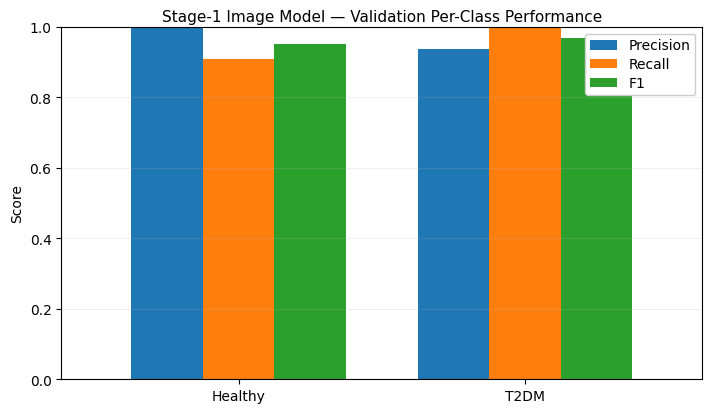 Stage-1 Image Model — Validation Per-Class Performance
Precision
Recall
F1
Score
1.0
0.8
0.6
0.4
0.2
0.0
Healthy
T2DM